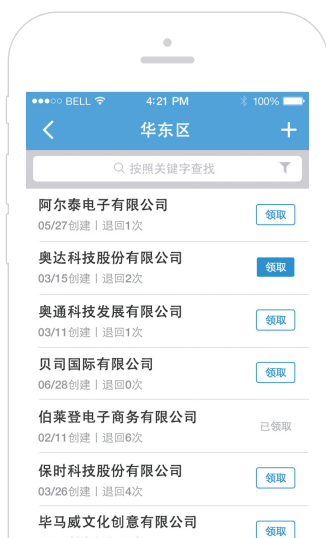 ●●●○○ BELL 4:21 PM 100%
华东区
按照关键字查找
阿尔泰电子有限公司
05/27创建 | 退回1次
领取
奥达科技股份有限公司
03/15创建 | 退回2次
领取
奥通科技发展有限公司
03/11创建 | 退回1次
领取
贝司国际有限公司
06/28创建 | 退回0次
领取
伯莱登电子商务有限公司
02/11创建 | 退回6次
已领取
保时科技股份有限公司
03/26创建 | 退回4次
领取
毕马威文化创意有限公司
领取